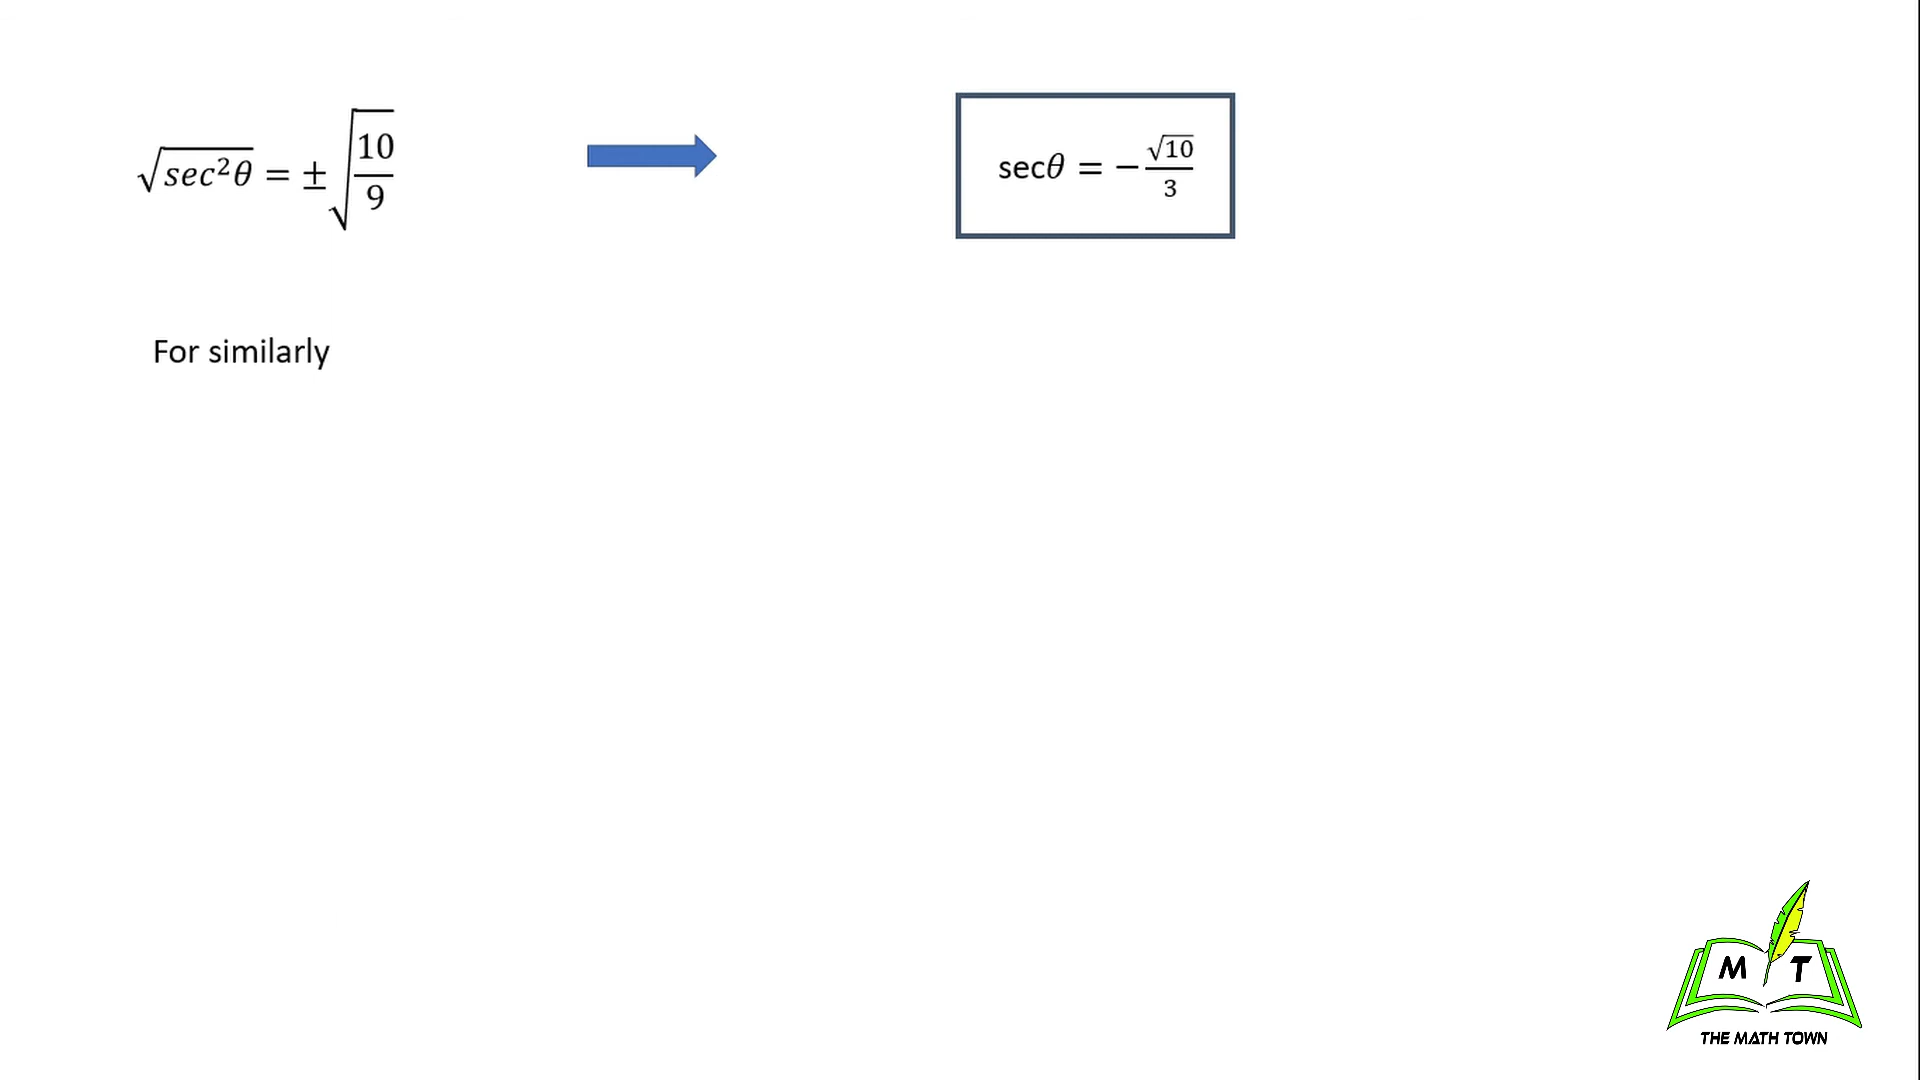 √sec²θ = ± √10/9
secθ = − √10/3
For similarly
M T
THE MATH TOWN